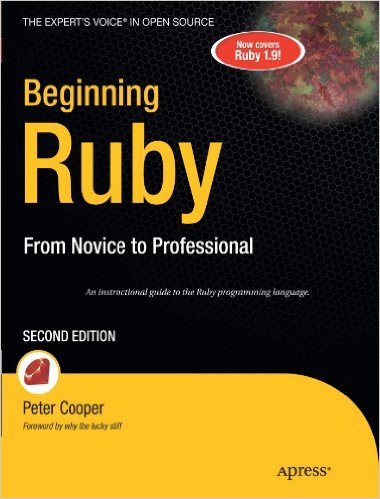 THE EXPERT'S VOICE® IN OPEN SOURCE
Now covers
Ruby 1.9!
Beginning
Ruby
From Novice to Professional
An instructional guide to the Ruby programming language.
SECOND EDITION
Peter Cooper
Foreword by why the lucky stiff
Apress®